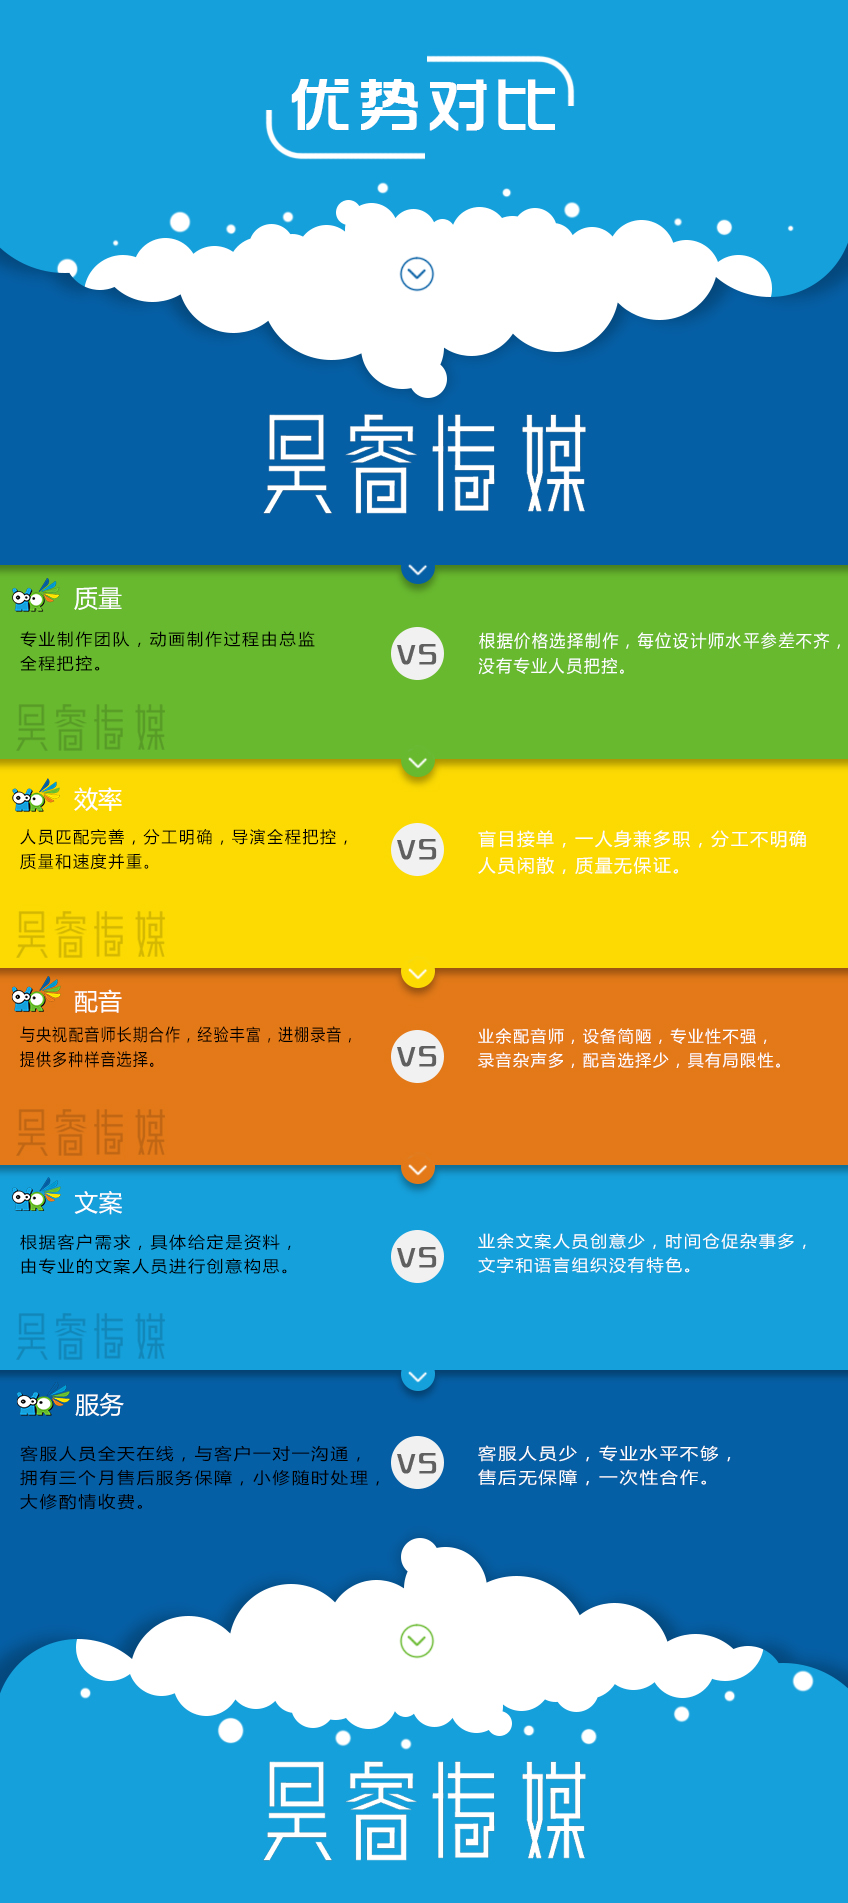 优势对比
吴睿传媒
质量
专业制作团队，动画制作过程由总监
全程把控。
VS
根据价格选择制作，每位设计师水平参差不齐，
没有专业人员把控。
吴睿传媒
效率
人员匹配完善，分工明确，导演全程把控，
质量和速度并重。
VS
盲目接单，一人身兼多职，分工不明确
人员闲散，质量无保证。
吴睿传媒
配音
与央视配音师长期合作，经验丰富，进棚录音，
提供多种样音选择。
VS
业余配音师，设备简陋，专业性不强，
录音杂声多，配音选择少，具有局限性。
吴睿传媒
文案
根据客户需求，具体给定是资料，
由专业的文案人员进行创意构思。
VS
业余文案人员创意少，时间仓促杂事多，
文字和语言组织没有特色。
吴睿传媒
服务
客服人员全天在线，与客户一对一沟通，
拥有三个月售后服务保障，小修随时处理，
大修酌情收费。
VS
客服人员少，专业水平不够，
售后无保障，一次性合作。
吴睿传媒